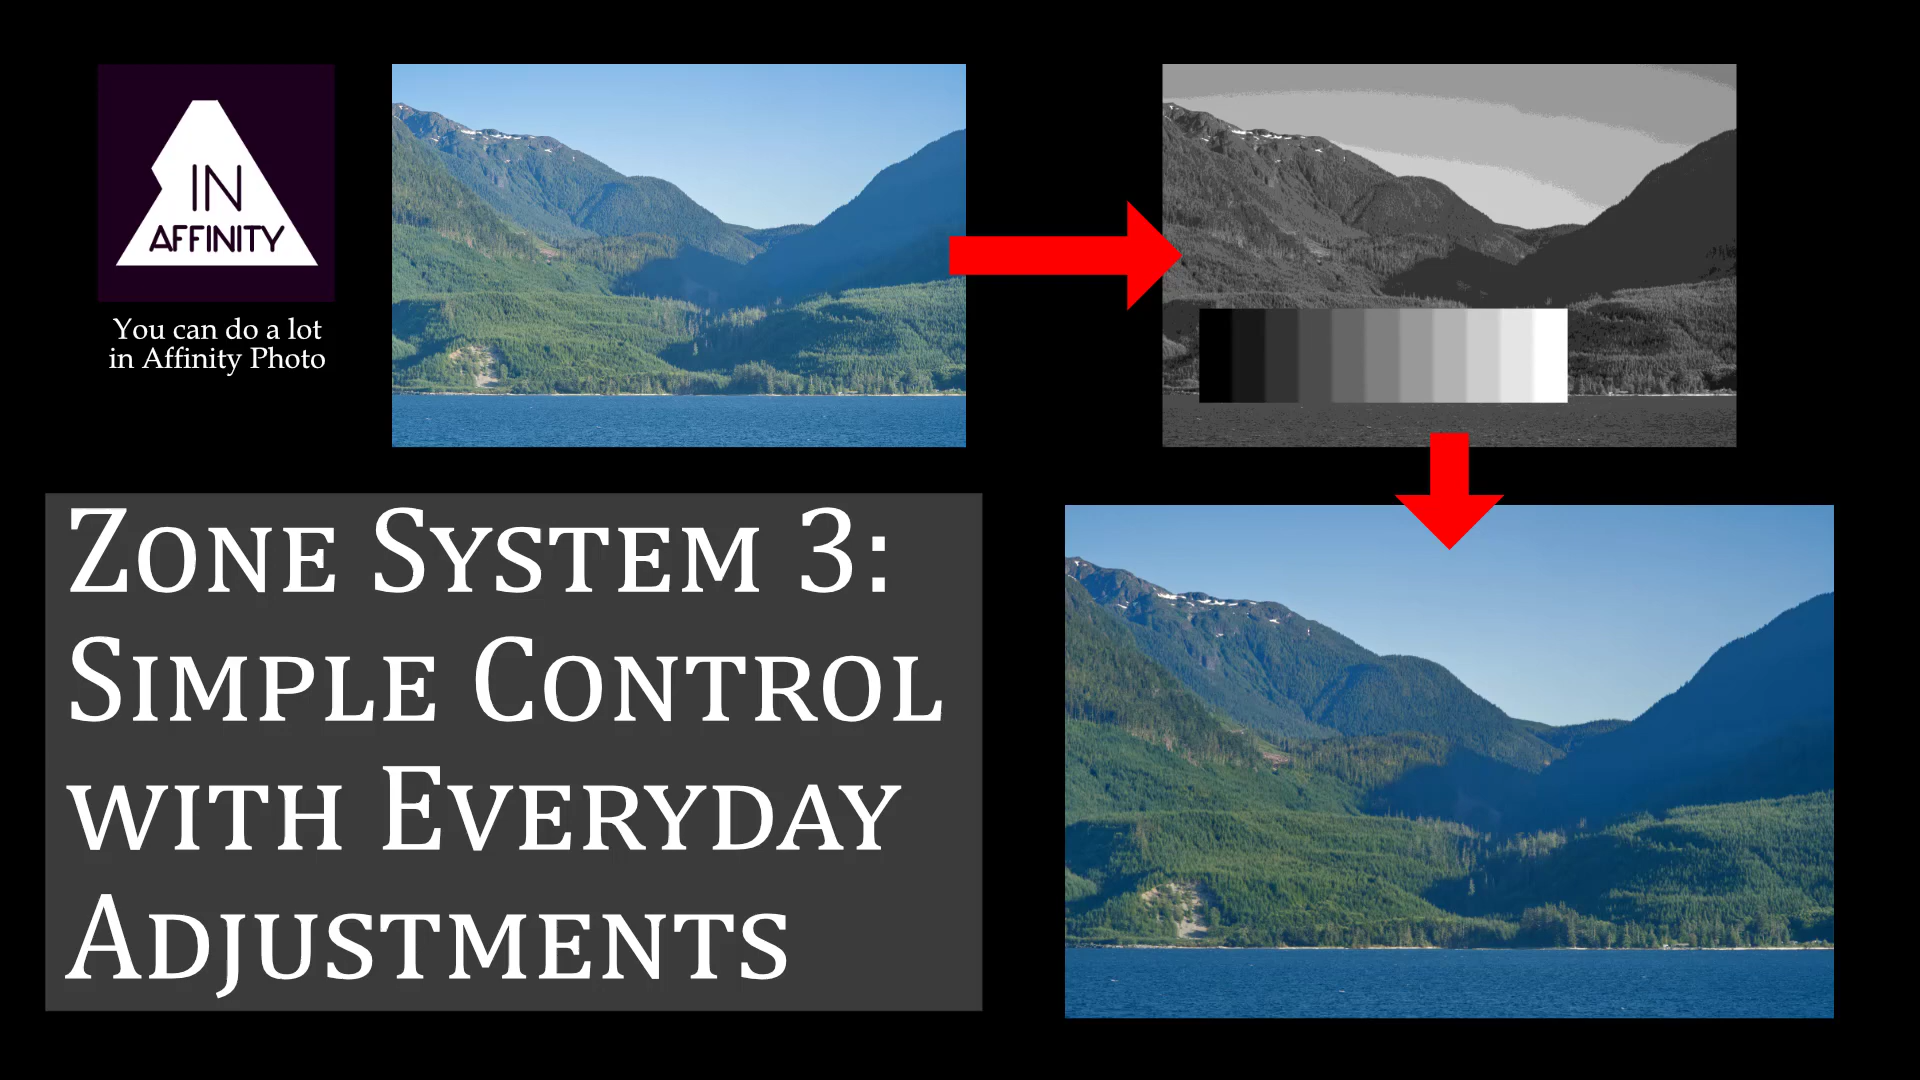 IN
AFFINITY
You can do a lot
in Affinity Photo
Zone System 3:
Simple Control
with Everyday
Adjustments